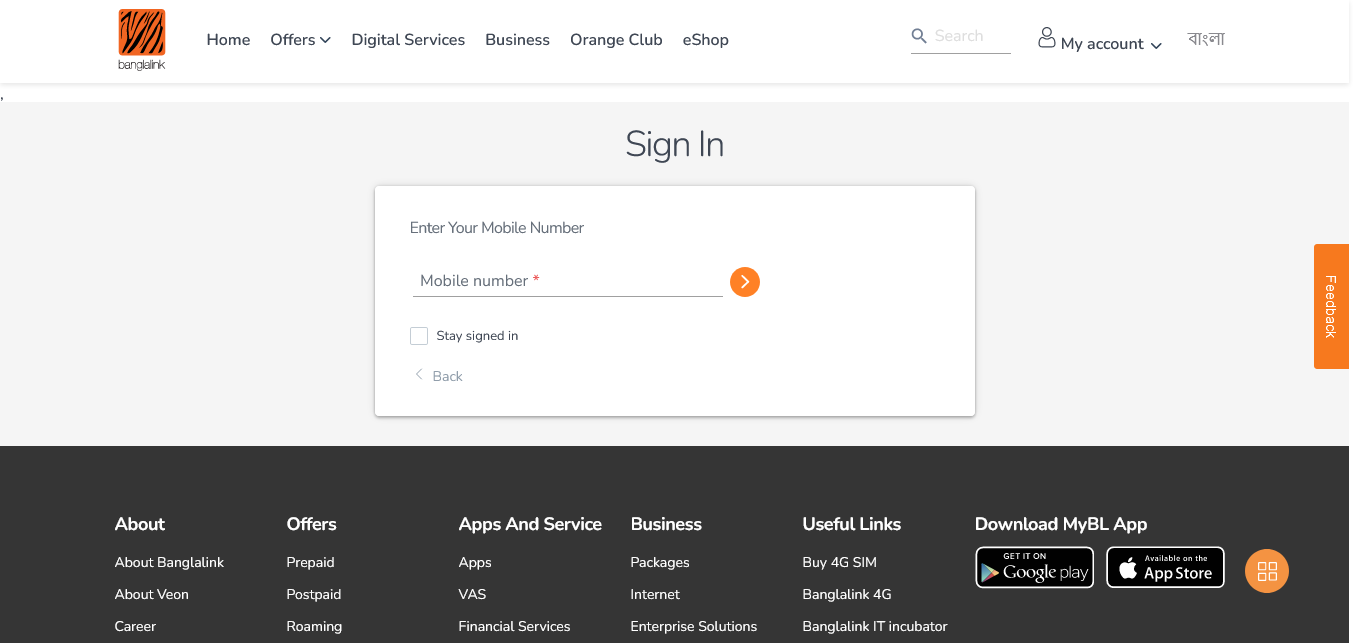 banglalink
Home Offers Digital Services Business Orange Club eShop
Search
My account
বাংলা
,
Sign In
Enter Your Mobile Number
Mobile number *
Stay signed in
Back
Feedback
About Offers Apps And Service Business Useful Links Download MyBL App
About Banglalink Prepaid Apps Packages Buy 4G SIM
GET IT ON
Google play
Available on the
App Store
About Veon Postpaid VAS Internet Banglalink 4G
Career Roaming Financial Services Enterprise Solutions Banglalink IT incubator